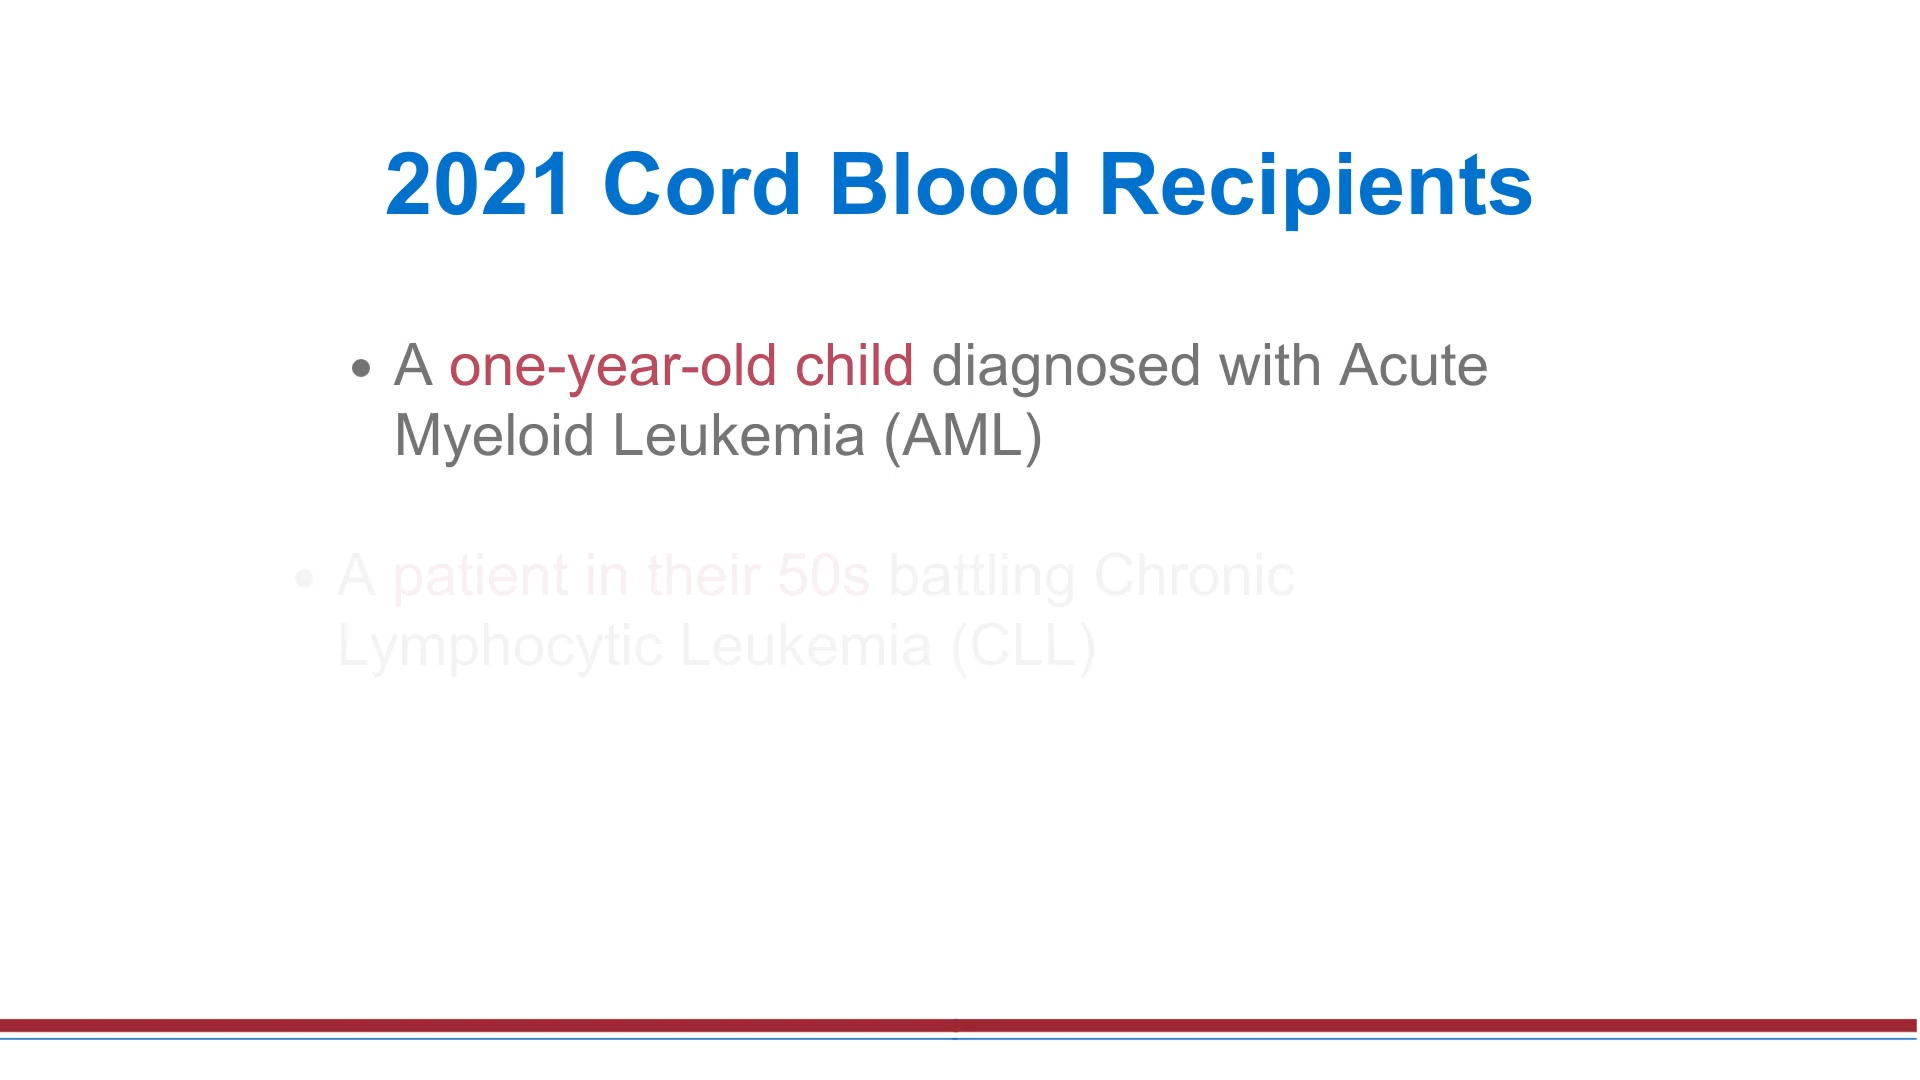 2021 Cord Blood Recipients
• A one-year-old child diagnosed with Acute
Myeloid Leukemia (AML)
• A patient in their 50s battling Chronic
Lymphocytic Leukemia (CLL)